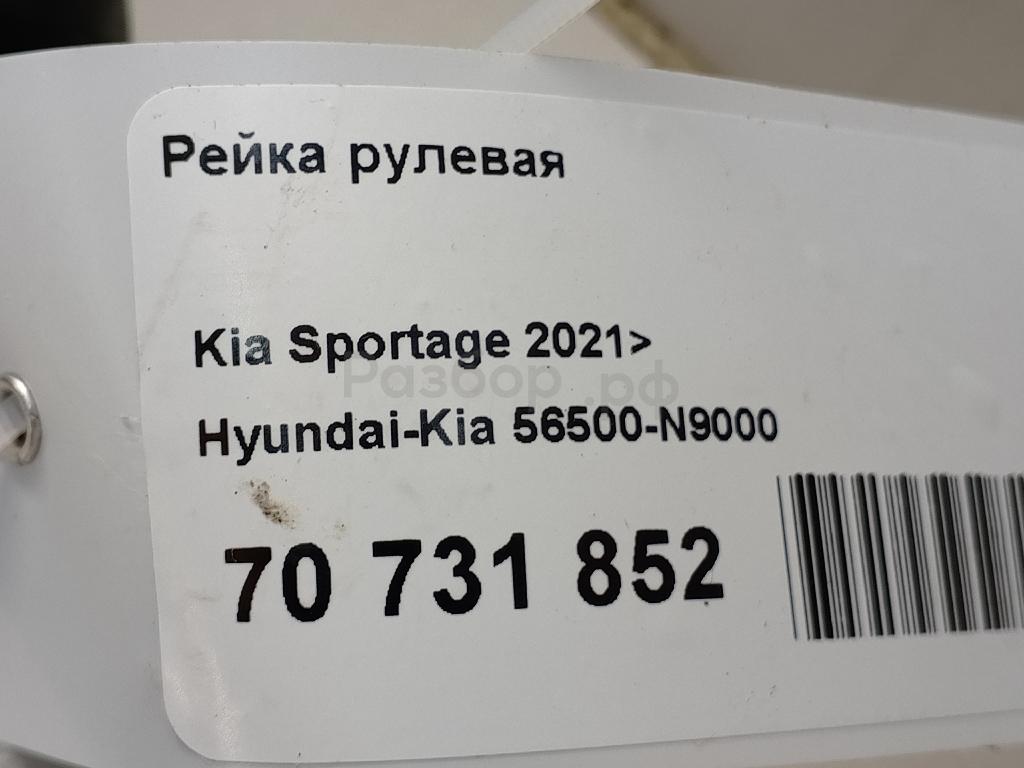 Рейка рулевая
Kia Sportage 2021>
Разбор.рф
Hyundai-Kia 56500-N9000
70 731 852